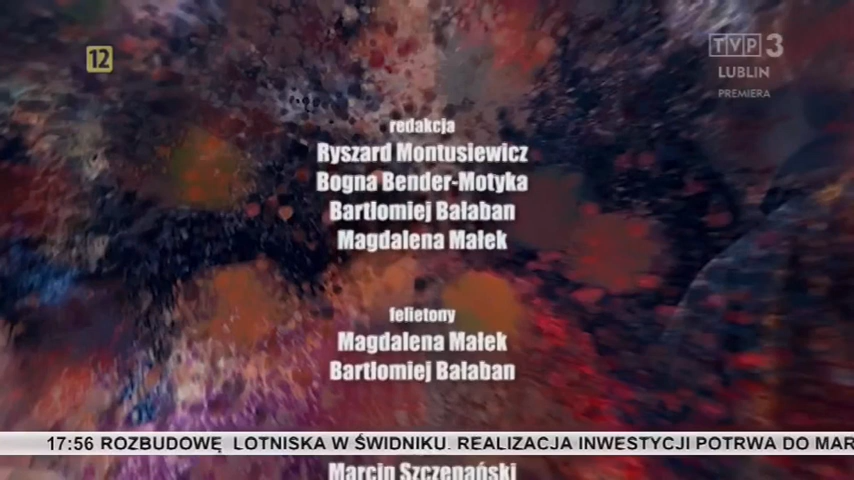 12
TVP3
LUBLIN
PREMIERA
redakcja
Ryszard Montusiewicz
Bogna Bender-Motyka
Bartłomiej Bałaban
Magdalena Małek
felietony
Magdalena Małek
Bartłomiej Bałaban
17:56 ROZBUDOWĘ LOTNISKA W ŚWIDNIKU. REALIZACJA INWESTYCJI POTRWA DO MAR
Marcin Szczepański